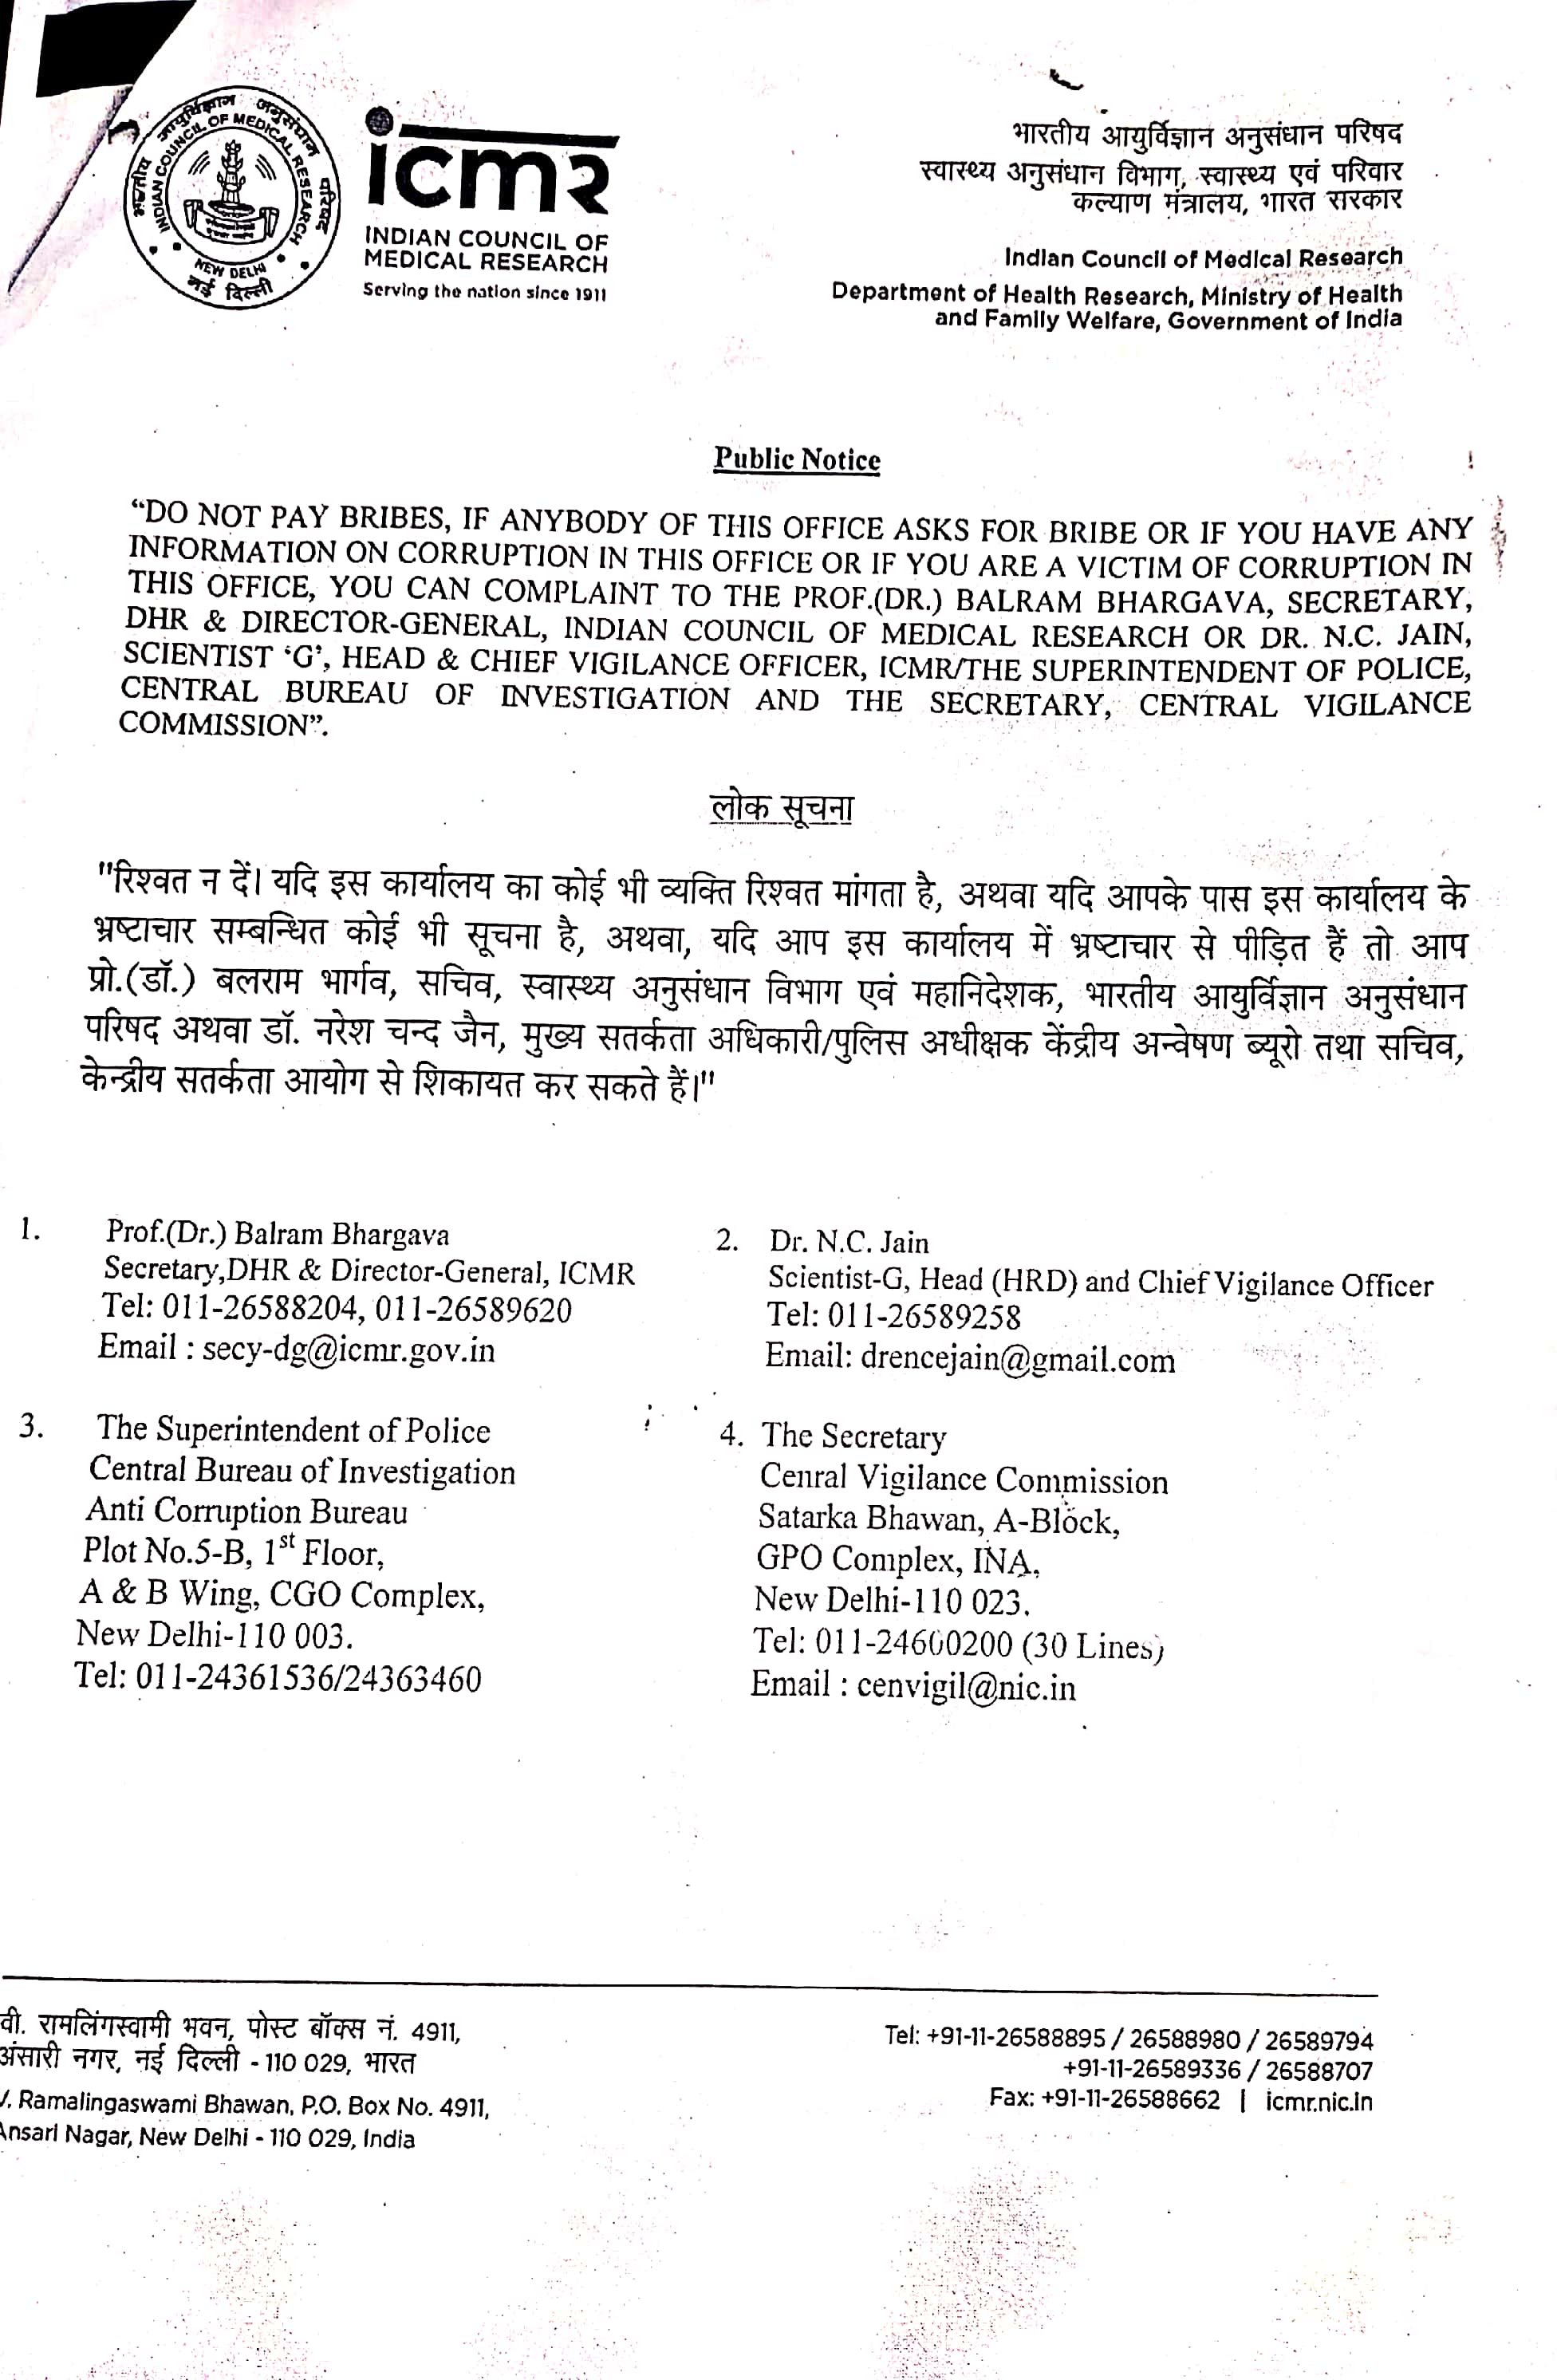 भारतीय आयुर्विज्ञान अनुसंधान परिषद
INDIAN COUNCIL OF MEDICAL RESEARCH
NEW DELHI
नई दिल्ली
icmr
INDIAN COUNCIL OF
MEDICAL RESEARCH
Serving the nation since 1911
भारतीय आयुर्विज्ञान अनुसंधान परिषद
स्वास्थ्य अनुसंधान विभाग, स्वास्थ्य एवं परिवार
कल्याण मंत्रालय, भारत सरकार
Indian Council of Medical Research
Department of Health Research, Ministry of Health
and Family Welfare, Government of India
Public Notice
“DO NOT PAY BRIBES, IF ANYBODY OF THIS OFFICE ASKS FOR BRIBE OR IF YOU HAVE ANY
INFORMATION ON CORRUPTION IN THIS OFFICE OR IF YOU ARE A VICTIM OF CORRUPTION IN
THIS OFFICE, YOU CAN COMPLAINT TO THE PROF.(DR.) BALRAM BHARGAVA, SECRETARY,
DHR & DIRECTOR-GENERAL, INDIAN COUNCIL OF MEDICAL RESEARCH OR DR. N.C. JAIN,
SCIENTIST ‘G’, HEAD & CHIEF VIGILANCE OFFICER, ICMR/THE SUPERINTENDENT OF POLICE,
CENTRAL BUREAU OF INVESTIGATION AND THE SECRETARY, CENTRAL VIGILANCE
COMMISSION”.
लोक सूचना
"रिश्वत न दें। यदि इस कार्यालय का कोई भी व्यक्ति रिश्वत मांगता है, अथवा यदि आपके पास इस कार्यालय के
भ्रष्टाचार सम्बन्धित कोई भी सूचना है, अथवा, यदि आप इस कार्यालय में भ्रष्टाचार से पीड़ित हैं तो आप
प्रो.(डॉ.) बलराम भार्गव, सचिव, स्वास्थ्य अनुसंधान विभाग एवं महानिदेशक, भारतीय आयुर्विज्ञान अनुसंधान
परिषद अथवा डॉ. नरेश चन्द जैन, मुख्य सतर्कता अधिकारी/पुलिस अधीक्षक केंद्रीय अन्वेषण ब्यूरो तथा सचिव,
केन्द्रीय सतर्कता आयोग से शिकायत कर सकते हैं।"
1. Prof.(Dr.) Balram Bhargava
Secretary,DHR & Director-General, ICMR
Tel: 011-26588204, 011-26589620
Email : secy-dg@icmr.gov.in
2. Dr. N.C. Jain
Scientist-G, Head (HRD) and Chief Vigilance Officer
Tel: 011-26589258
Email: drencejain@gmail.com
3. The Superintendent of Police
Central Bureau of Investigation
Anti Corruption Bureau
Plot No.5-B, 1st Floor,
A & B Wing, CGO Complex,
New Delhi-110 003.
Tel: 011-24361536/24363460
4. The Secretary
Cenral Vigilance Commission
Satarka Bhawan, A-Block,
GPO Complex, INA,
New Delhi-110 023.
Tel: 011-24600200 (30 Lines)
Email : cenvigil@nic.in
वी. रामलिंगस्वामी भवन, पोस्ट बॉक्स नं. 4911,
अंसारी नगर, नई दिल्ली - 110 029, भारत
V. Ramalingaswami Bhawan, P.O. Box No. 4911,
Ansari Nagar, New Delhi - 110 029, India
Tel: +91-11-26588895 / 26588980 / 26589794
+91-11-26589336 / 26588707
Fax: +91-11-26588662 | icmr.nic.in